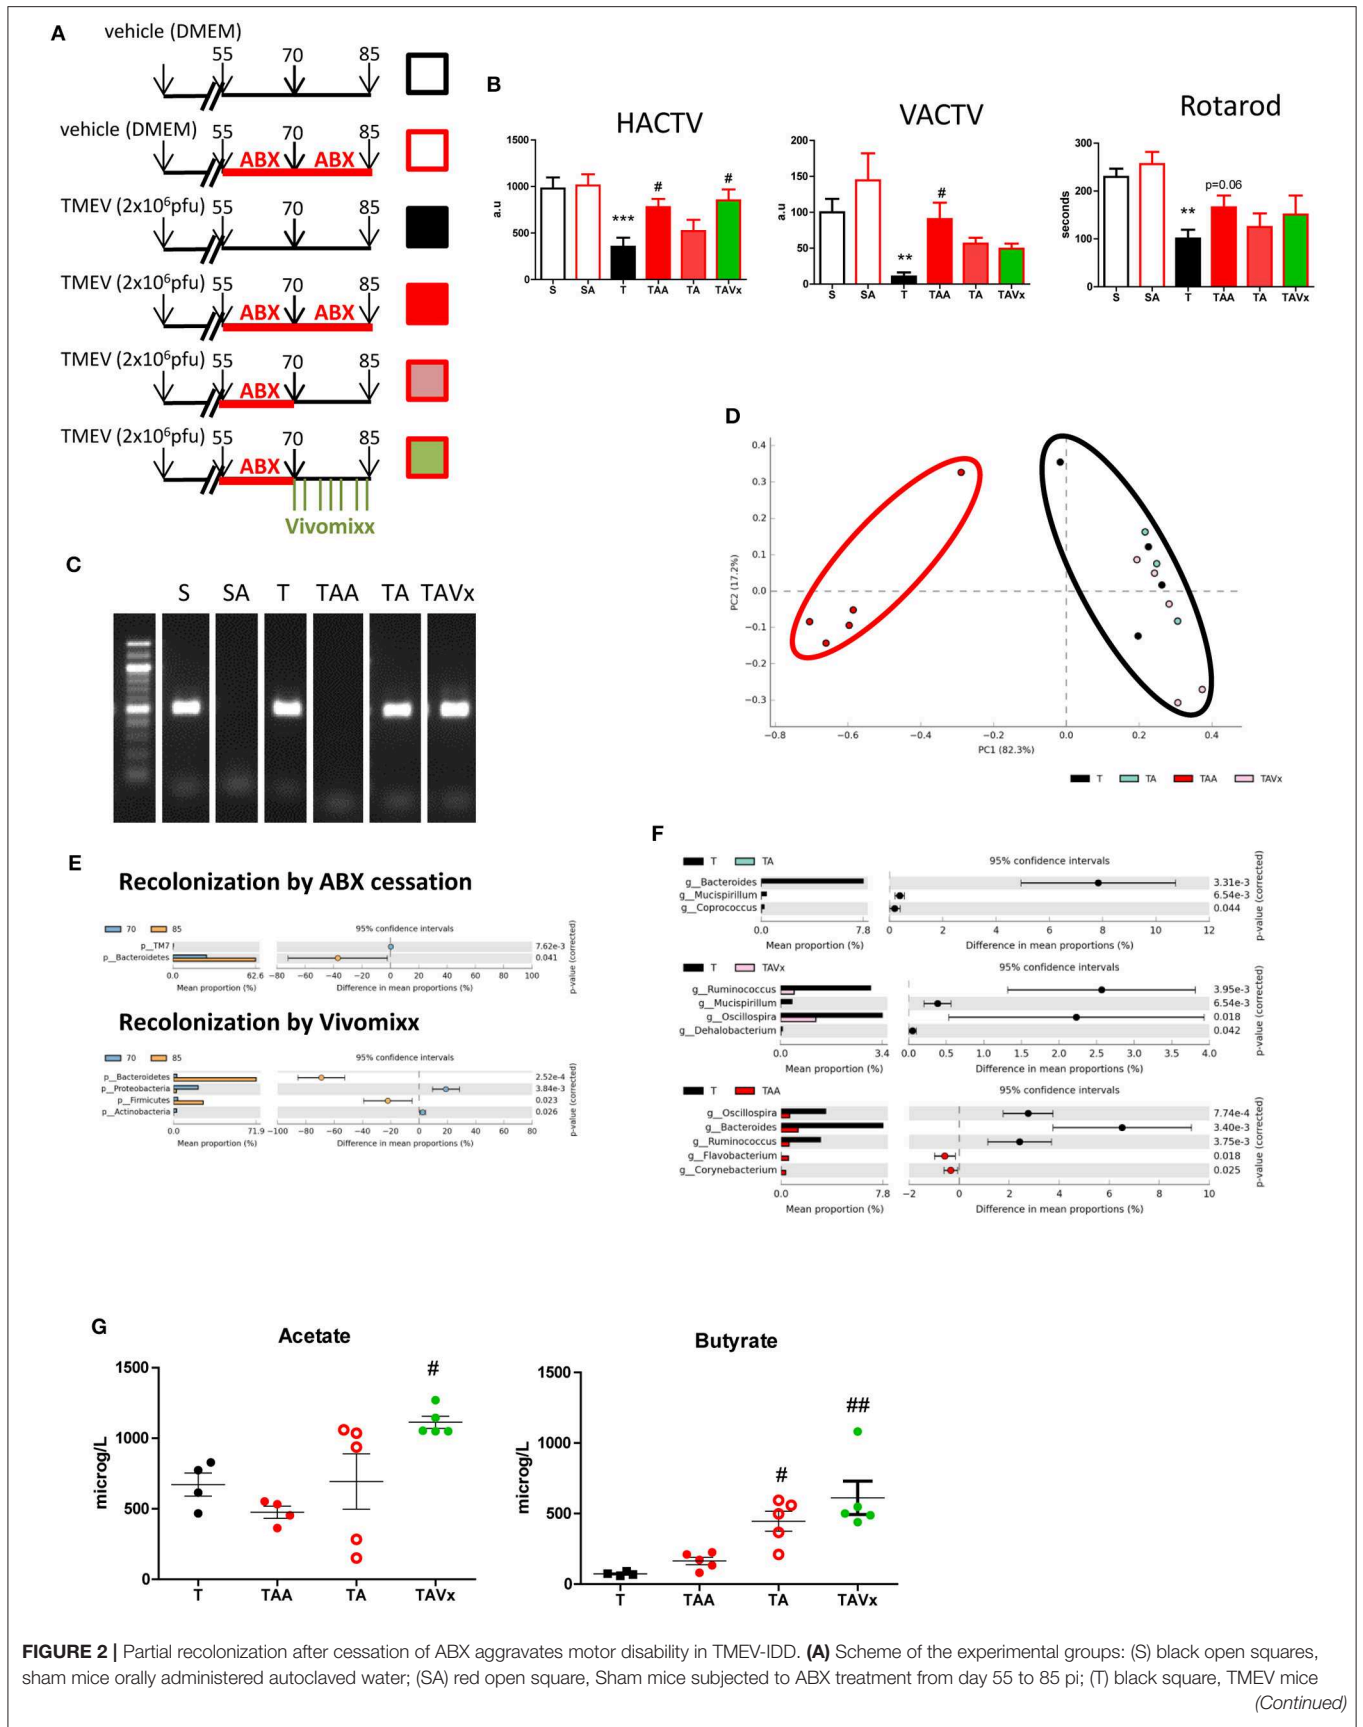 A
vehicle (DMEM)
55 70 85
vehicle (DMEM)
55 70 85
ABX ABX
TMEV (2x10⁶pfu) 55 70 85
TMEV (2x10⁶pfu) 55 70 85
ABX ABX
TMEV (2x10⁶pfu) 55 70 85
ABX
TMEV (2x10⁶pfu) 55 70 85
ABX
Vivomixx
B
HACTV
1500
1000
500
0
a.u
*** # #
S SA T TAA TA TAVx
VACTV
200
150
100
50
0
a.u
** #
S SA T TAA TA TAVx
Rotarod
300
200
100
0
seconds
** p=0.06
S SA T TAA TA TAVx
C
S SA T TAA TA TAVx
D
0.4
0.3
0.2
0.1
0.0
−0.1
−0.2
−0.3
PC2 (17.2%)
−0.8 −0.6 −0.4 −0.2 0.0 0.2 0.4
PC1 (82.3%)
T TA TAA TAVx
E
Recolonization by ABX cessation
70 85 95% confidence intervals
p__TM7 7.62e-3
p__Bacteroidetes 0.041
0.0 62.6 −80 −60 −40 −20 0 20 40 60 80 100
Mean proportion (%) Difference in mean proportions (%)
p-value (corrected)
Recolonization by Vivomixx
70 85 95% confidence intervals
p__Bacteroidetes 2.52e-4
p__Proteobacteria 3.84e-3
p__Firmicutes 0.023
p__Actinobacteria 0.026
0.0 71.9 −100 −80 −60 −40 −20 0 20 40 60 80
Mean proportion (%) Difference in mean proportions (%)
p-value (corrected)
F
T TA 95% confidence intervals
g__Bacteroides 3.31e-3
g__Mucispirillum 6.54e-3
g__Coprococcus 0.044
0.0 7.8 0 2 4 6 8 10 12
Mean proportion (%) Difference in mean proportions (%)
p-value (corrected)
T TAVx 95% confidence intervals
g__Ruminococcus 3.95e-3
g__Mucispirillum 6.54e-3
g__Oscillospira 0.018
g__Dehalobacterium 0.042
0.0 3.4 0.0 0.5 1.0 1.5 2.0 2.5 3.0 3.5 4.0
Mean proportion (%) Difference in mean proportions (%)
p-value (corrected)
T TAA 95% confidence intervals
g__Oscillospira 7.74e-4
g__Bacteroides 3.40e-3
g__Ruminococcus 3.75e-3
g__Flavobacterium 0.018
g__Corynebacterium 0.025
0.0 7.8 −2 0 2 4 6 8 10
Mean proportion (%) Difference in mean proportions (%)
p-value (corrected)
G
Acetate
1500
1000
500
0
microg/L
#
T TAA TA TAVx
Butyrate
1500
1000
500
0
microg/L
# ##
T TAA TA TAVx
FIGURE 2 | Partial recolonization after cessation of ABX aggravates motor disability in TMEV-IDD. (A) Scheme of the experimental groups: (S) black open squares,
sham mice orally administered autoclaved water; (SA) red open square, Sham mice subjected to ABX treatment from day 55 to 85 pi; (T) black square, TMEV mice
(Continued)